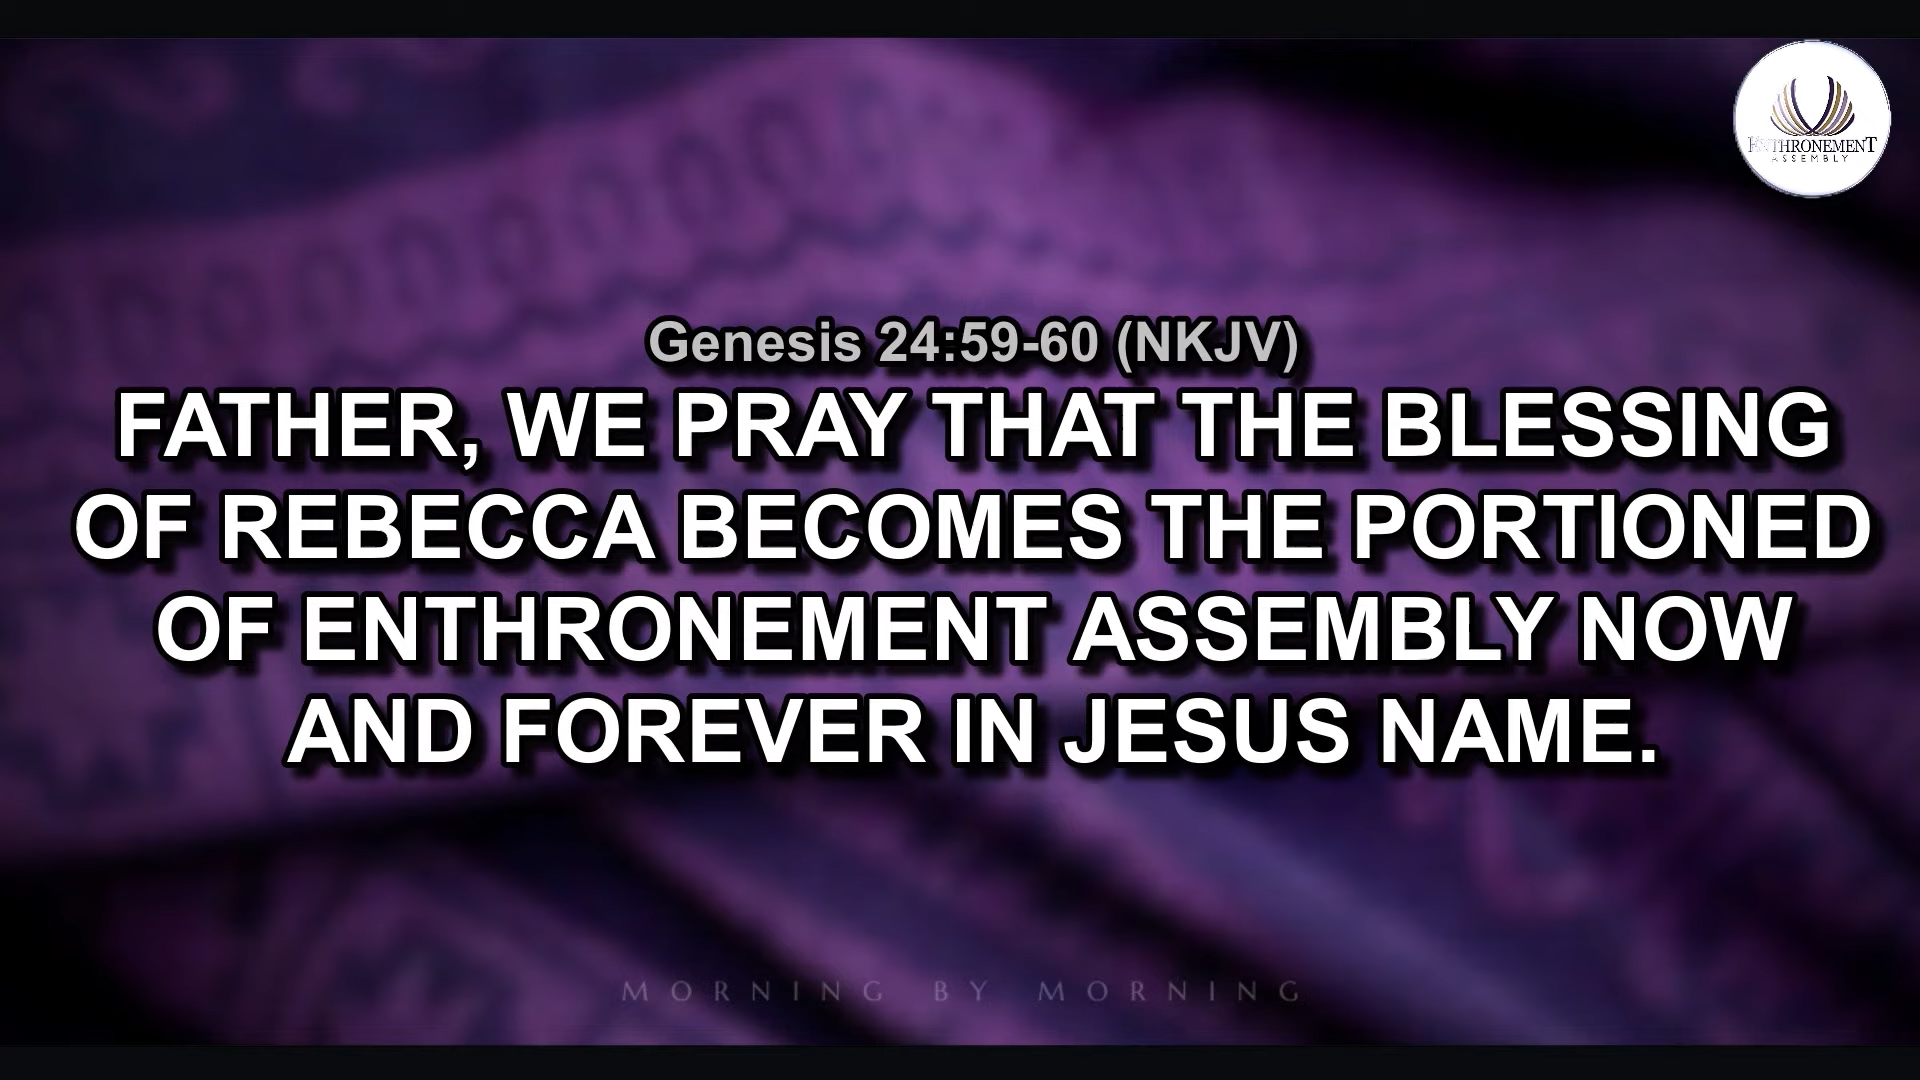 ENTHRONEMENT
ASSEMBLY
Genesis 24:59-60 (NKJV)
FATHER, WE PRAY THAT THE BLESSING
OF REBECCA BECOMES THE PORTIONED
OF ENTHRONEMENT ASSEMBLY NOW
AND FOREVER IN JESUS NAME.
MORNING BY MORNING